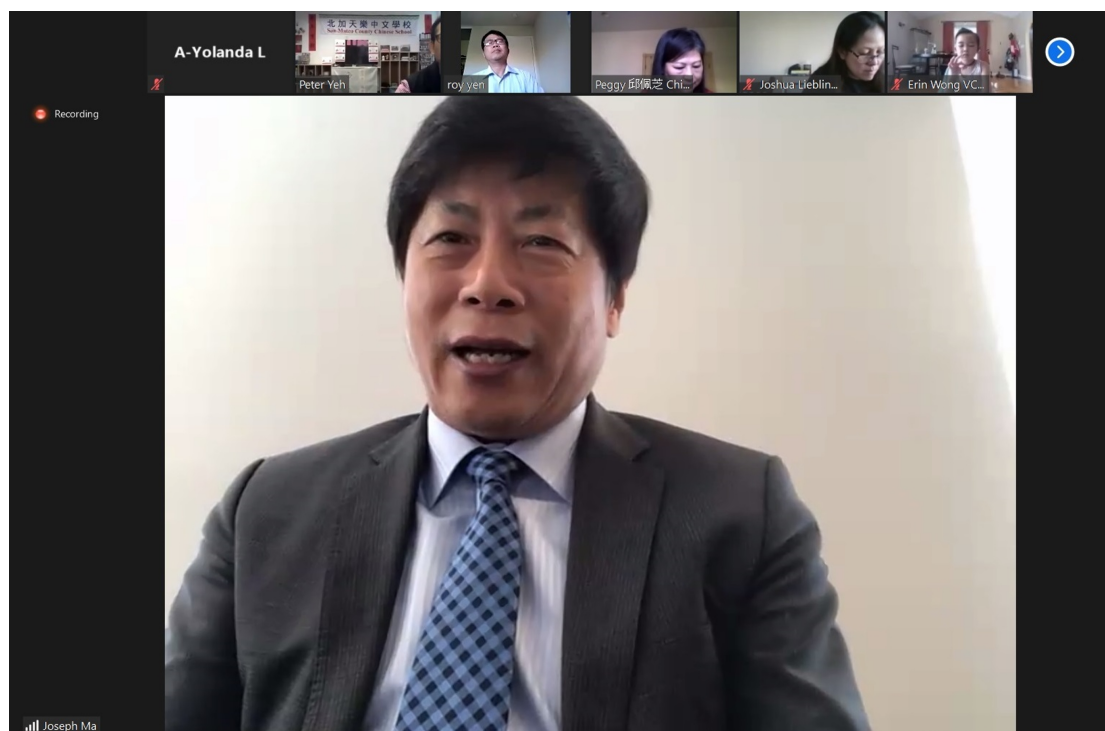 A-Yolanda L
北加天樂中文學校
San Mateo County Chinese School
Peter Yeh
roy yen
Peggy 邱佩芝 Chi...
Joshua Lieblin...
Erin Wong VC...
Recording
Joseph Ma